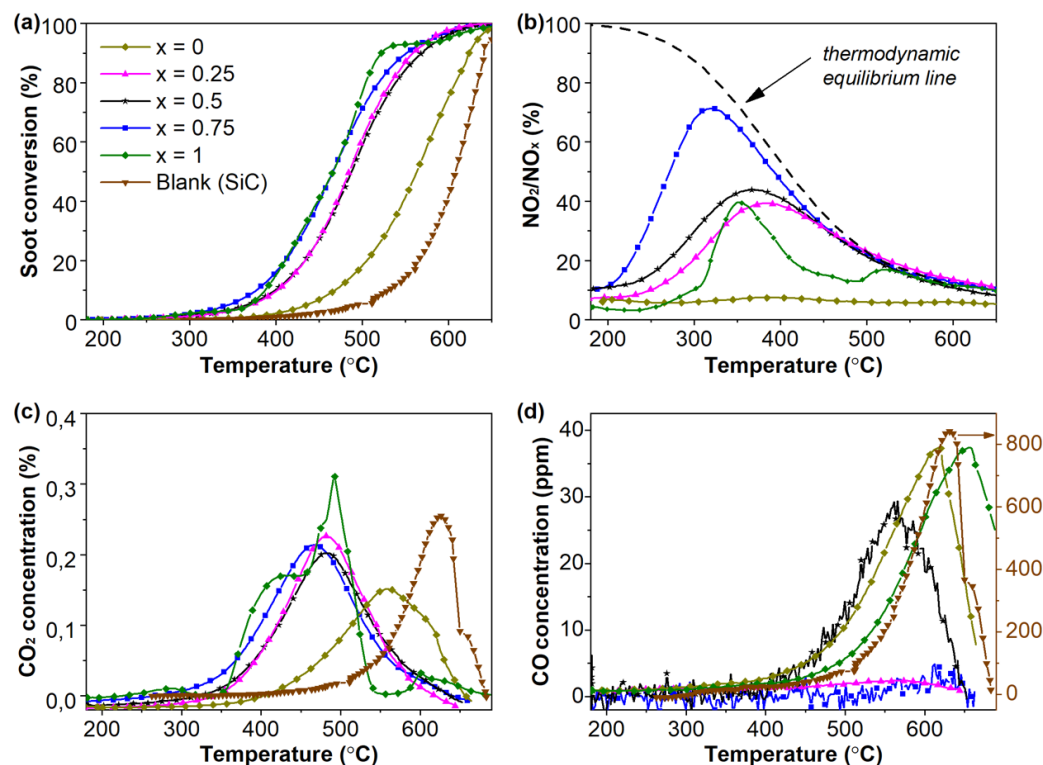 (a)
100
80
60
40
20
0
Soot conversion (%)
x = 0
x = 0.25
x = 0.5
x = 0.75
x = 1
Blank (SiC)
200 300 400 500 600
Temperature (°C)
(b)
100
80
60
40
20
0
NO₂/NOₓ (%)
thermodynamic
equilibrium line
200 300 400 500 600
Temperature (°C)
(c)
0,4
0,3
0,2
0,1
0,0
CO₂ concentration (%)
200 300 400 500 600
Temperature (°C)
(d)
40
30
20
10
0
CO concentration (ppm)
800
600
400
200
0
200 300 400 500 600
Temperature (°C)